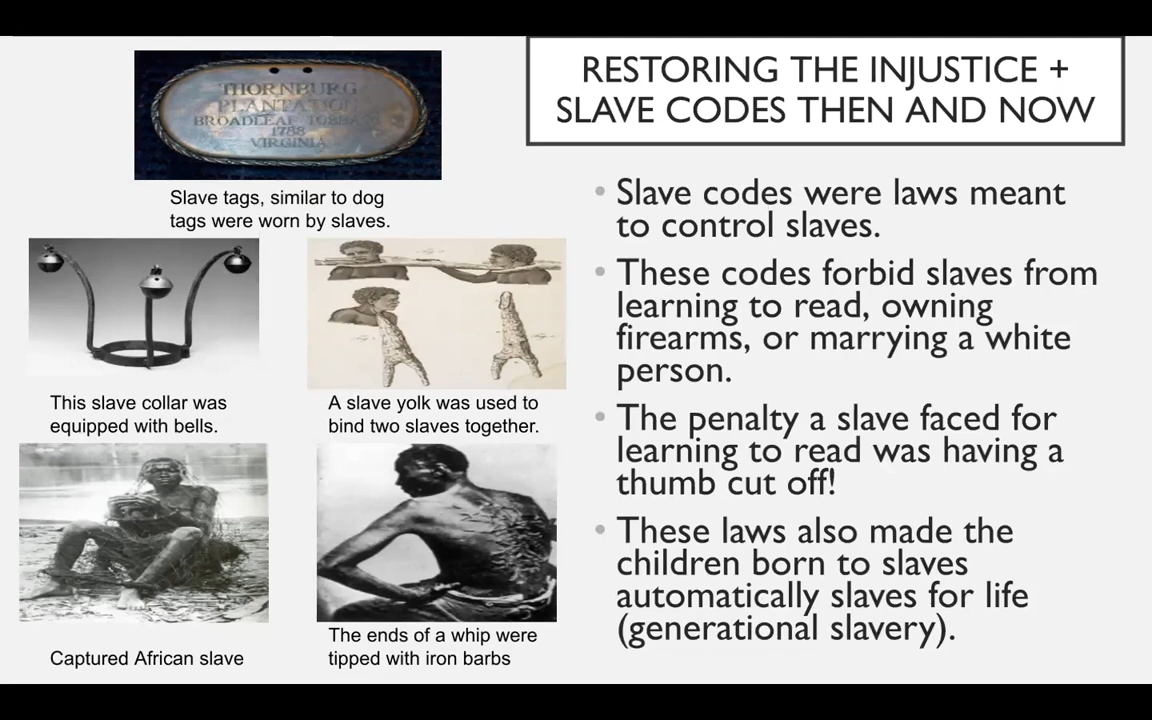 RESTORING THE INJUSTICE +
SLAVE CODES THEN AND NOW
THORNBURG
PLANTATION
BROADLEAF
1788
VIRGINIA
Slave tags, similar to dog
tags were worn by slaves.
This slave collar was
equipped with bells.
A slave yolk was used to
bind two slaves together.
Captured African slave
The ends of a whip were
tipped with iron barbs
• Slave codes were laws meant
to control slaves.
• These codes forbid slaves from
learning to read, owning
firearms, or marrying a white
person.
• The penalty a slave faced for
learning to read was having a
thumb cut off!
• These laws also made the
children born to slaves
automatically slaves for life
(generational slavery).